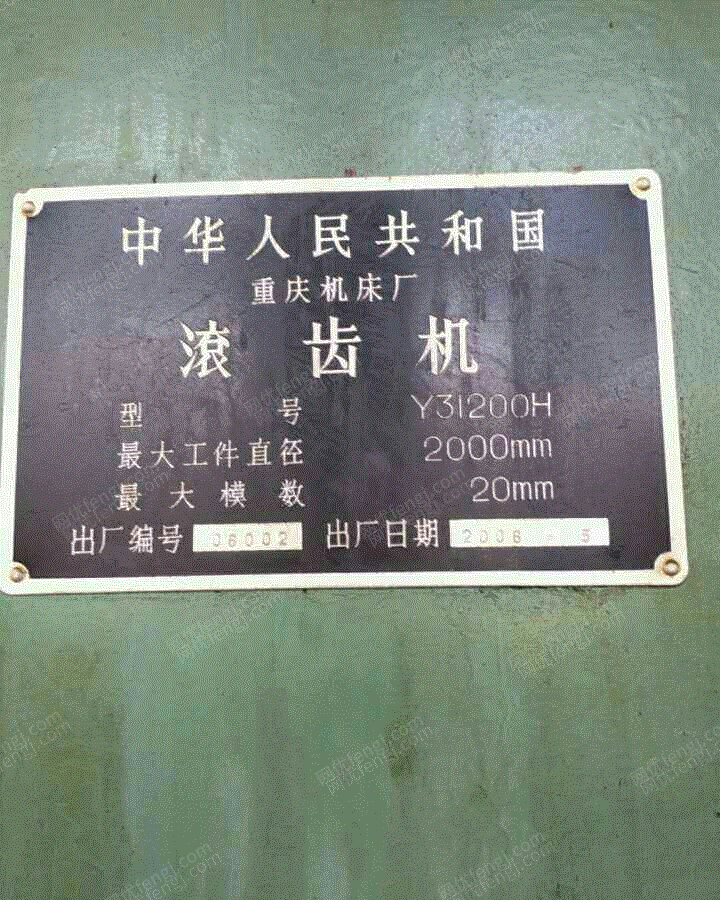 中华人民共和国
重庆机床厂
滚齿机
型号 Y31200H
最大工件直径 2000mm
最大模数 20mm
出厂编号 06002 出厂日期 2006 - 5